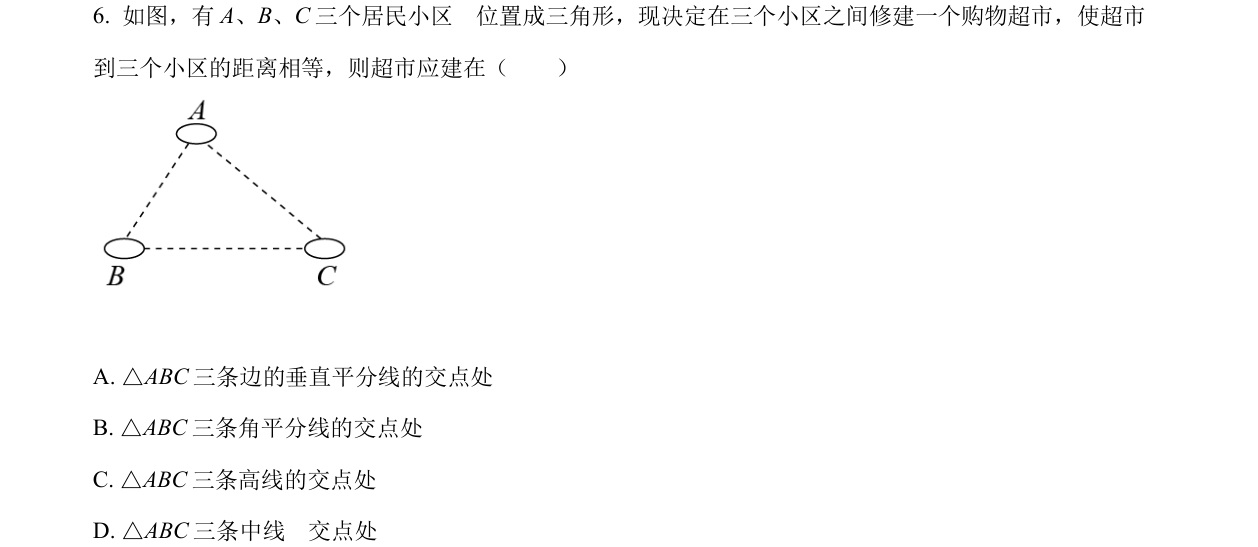 6. 如图，有 A、B、C 三个居民小区 位置成三角形，现决定在三个小区之间修建一个购物超市，使超市
到三个小区的距离相等，则超市应建在（ ）
A
B
C
A. △ABC 三条边的垂直平分线的交点处
B. △ABC 三条角平分线的交点处
C. △ABC 三条高线的交点处
D. △ABC 三条中线 交点处